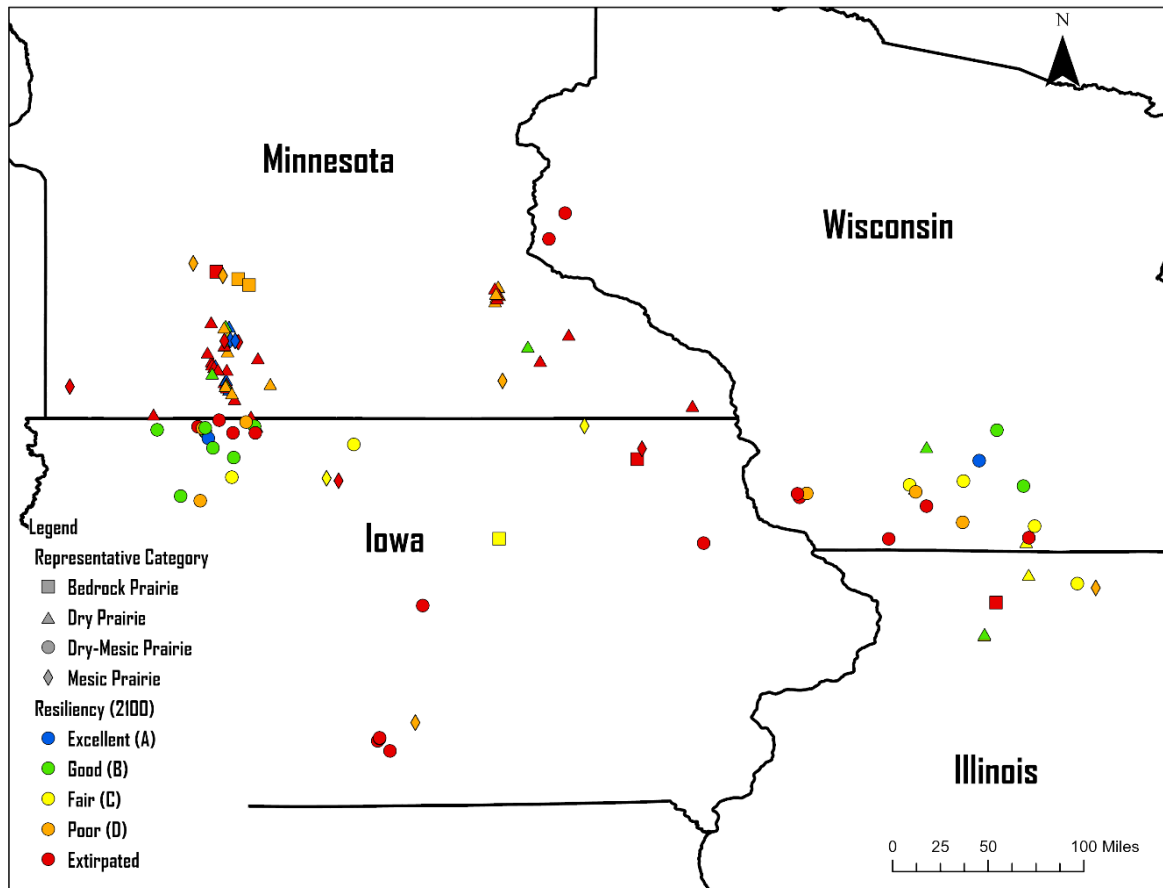 N
Minnesota
Wisconsin
Iowa
Illinois
Legend
Representative Category
Bedrock Prairie
Dry Prairie
Dry-Mesic Prairie
Mesic Prairie
Resiliency (2100)
Excellent (A)
Good (B)
Fair (C)
Poor (D)
Extirpated
0 25 50 100 Miles